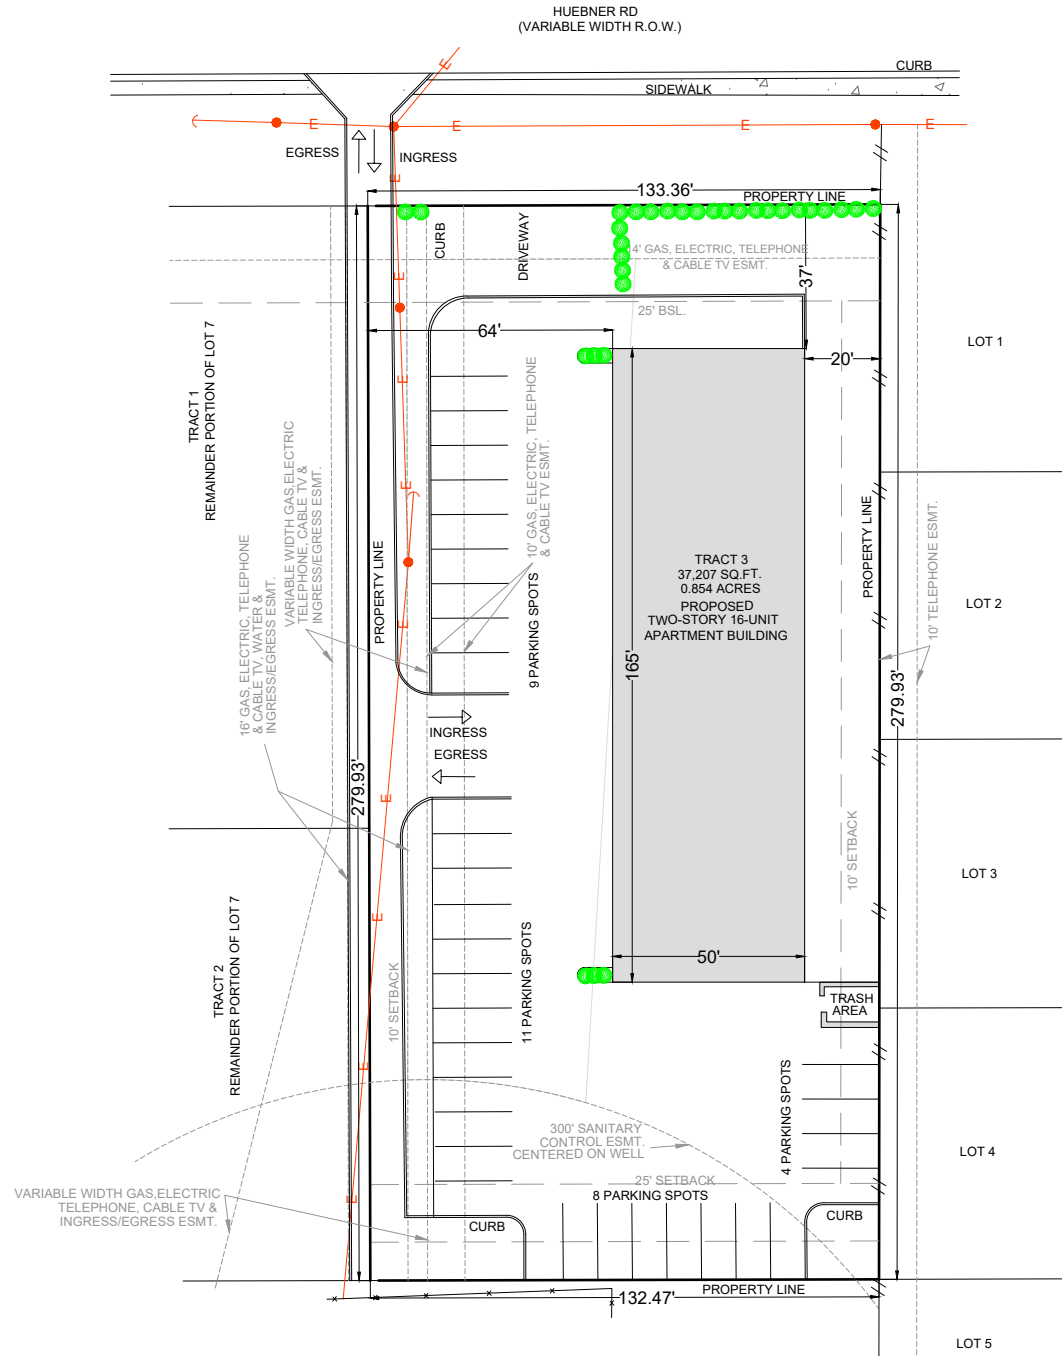 HUEBNER RD
(VARIABLE WIDTH R.O.W.)
CURB
SIDEWALK
E
E
E
E
E
EGRESS
INGRESS
E
133.36'
PROPERTY LINE
CURB
DRIVEWAY
4' GAS, ELECTRIC, TELEPHONE
& CABLE TV ESMT.
37'
E
25' BSL.
64'
20'
LOT 1
TRACT 1
REMAINDER PORTION OF LOT 7
E
10' GAS, ELECTRIC, TELEPHONE
& CABLE TV ESMT.
VARIABLE WIDTH GAS,ELECTRIC
TELEPHONE, CABLE TV &
INGRESS/EGRESS ESMT.
E
16' GAS, ELECTRIC, TELEPHONE
& CABLE TV, WATER &
INGRESS/EGRESS ESMT.
PROPERTY LINE
E
9 PARKING SPOTS
165'
TRACT 3
37,207 SQ.FT.
0.854 ACRES
PROPOSED
TWO-STORY 16-UNIT
APARTMENT BUILDING
PROPERTY LINE
10' TELEPHONE ESMT.
LOT 2
279.93'
INGRESS
EGRESS
279.93'
E
10' SETBACK
LOT 3
E
TRACT 2
REMAINDER PORTION OF LOT 7
10' SETBACK
11 PARKING SPOTS
50'
TRASH
AREA
E
4 PARKING SPOTS
300' SANITARY
CONTROL ESMT.
CENTERED ON WELL
LOT 4
25' SETBACK
8 PARKING SPOTS
E
VARIABLE WIDTH GAS,ELECTRIC
TELEPHONE, CABLE TV &
INGRESS/EGRESS ESMT.
CURB
CURB
132.47'
PROPERTY LINE
LOT 5